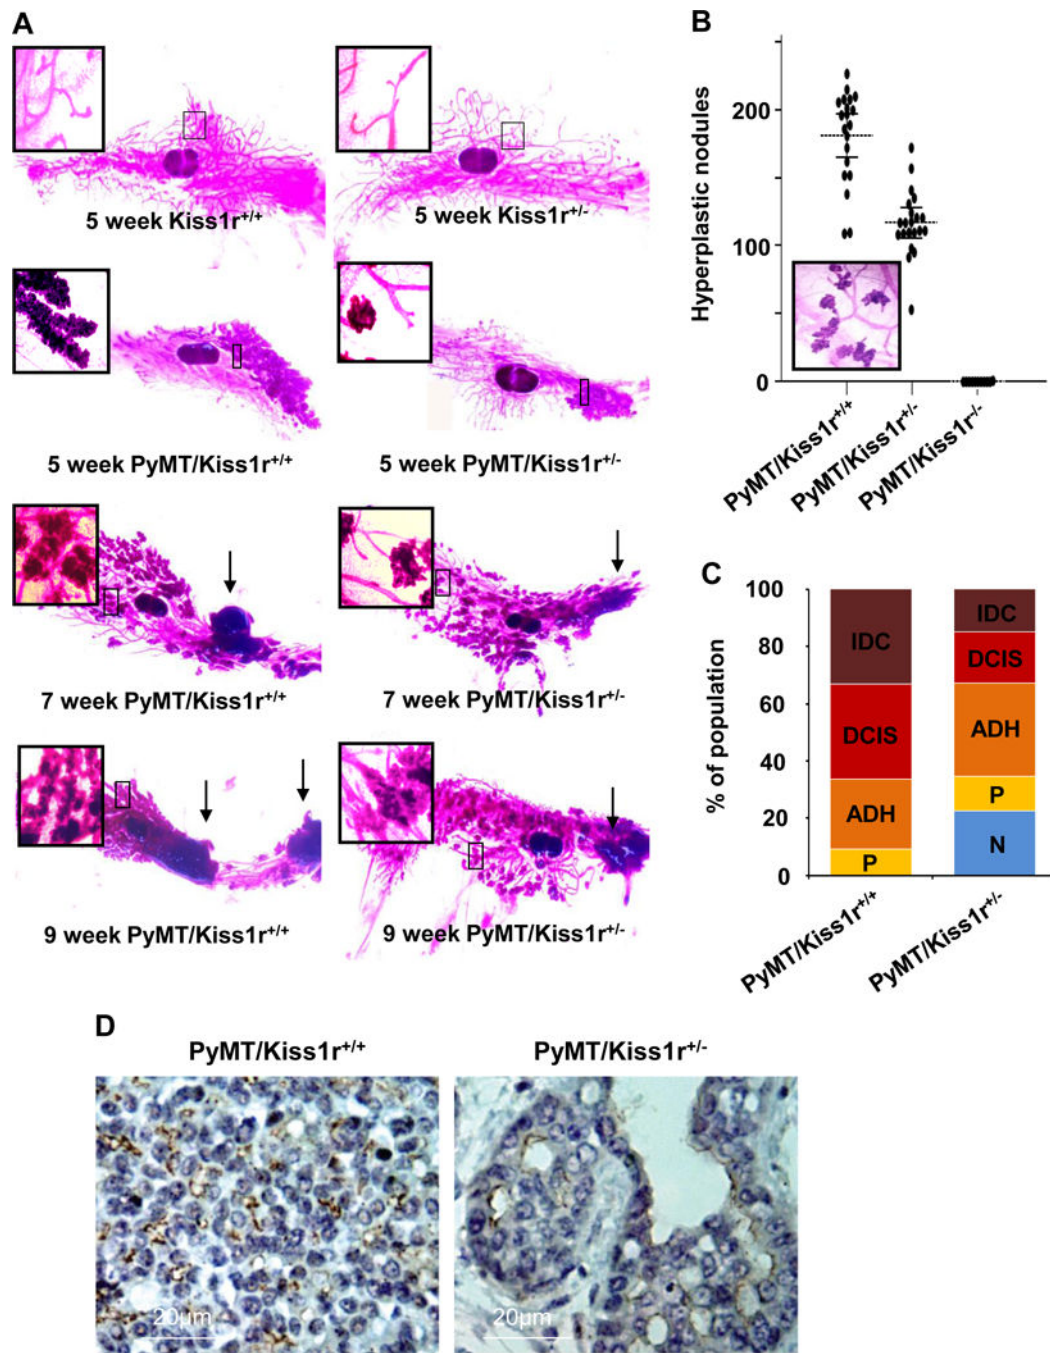 A
5 week Kiss1r+/+
5 week Kiss1r+/-
5 week PyMT/Kiss1r+/+
5 week PyMT/Kiss1r+/-
7 week PyMT/Kiss1r+/+
7 week PyMT/Kiss1r+/-
9 week PyMT/Kiss1r+/+
9 week PyMT/Kiss1r+/-
B
Hyperplastic nodules
200
100
0
PyMT/Kiss1r+/+
PyMT/Kiss1r+/-
PyMT/Kiss1r-/-
C
% of population
100
80
60
40
20
0
IDC
DCIS
ADH
P
IDC
DCIS
ADH
P
N
PyMT/Kiss1r+/+
PyMT/Kiss1r+/-
D
PyMT/Kiss1r+/+
PyMT/Kiss1r+/-
20µm
20µm